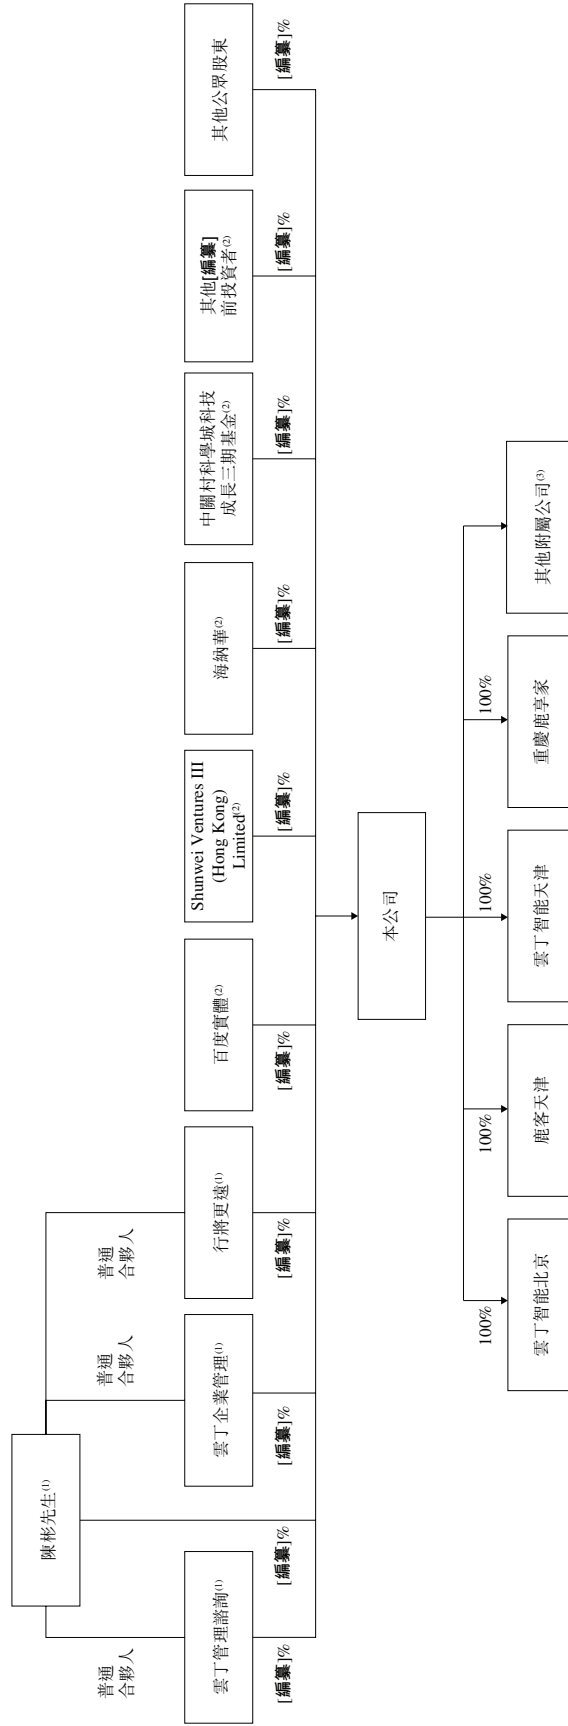 陳彬先生(1)
普通
合夥人
普通
合夥人
普通
合夥人
雲丁管理諮詢(1)
雲丁企業管理(1)
行將更遠(1)
百度實體(2)
Shunwei Ventures III
(Hong Kong)
Limited(2)
海納華(2)
中關村科學城科技
成長三期基金(2)
其他[編纂]
前投資者(2)
其他公眾股東
[編纂]%
[編纂]%
[編纂]%
[編纂]%
[編纂]%
[編纂]%
[編纂]%
[編纂]%
[編纂]%
[編纂]%
本公司
100%
100%
100%
100%
雲丁智能北京
鹿客天津
雲丁智能天津
重慶鹿享家
其他附屬公司(3)